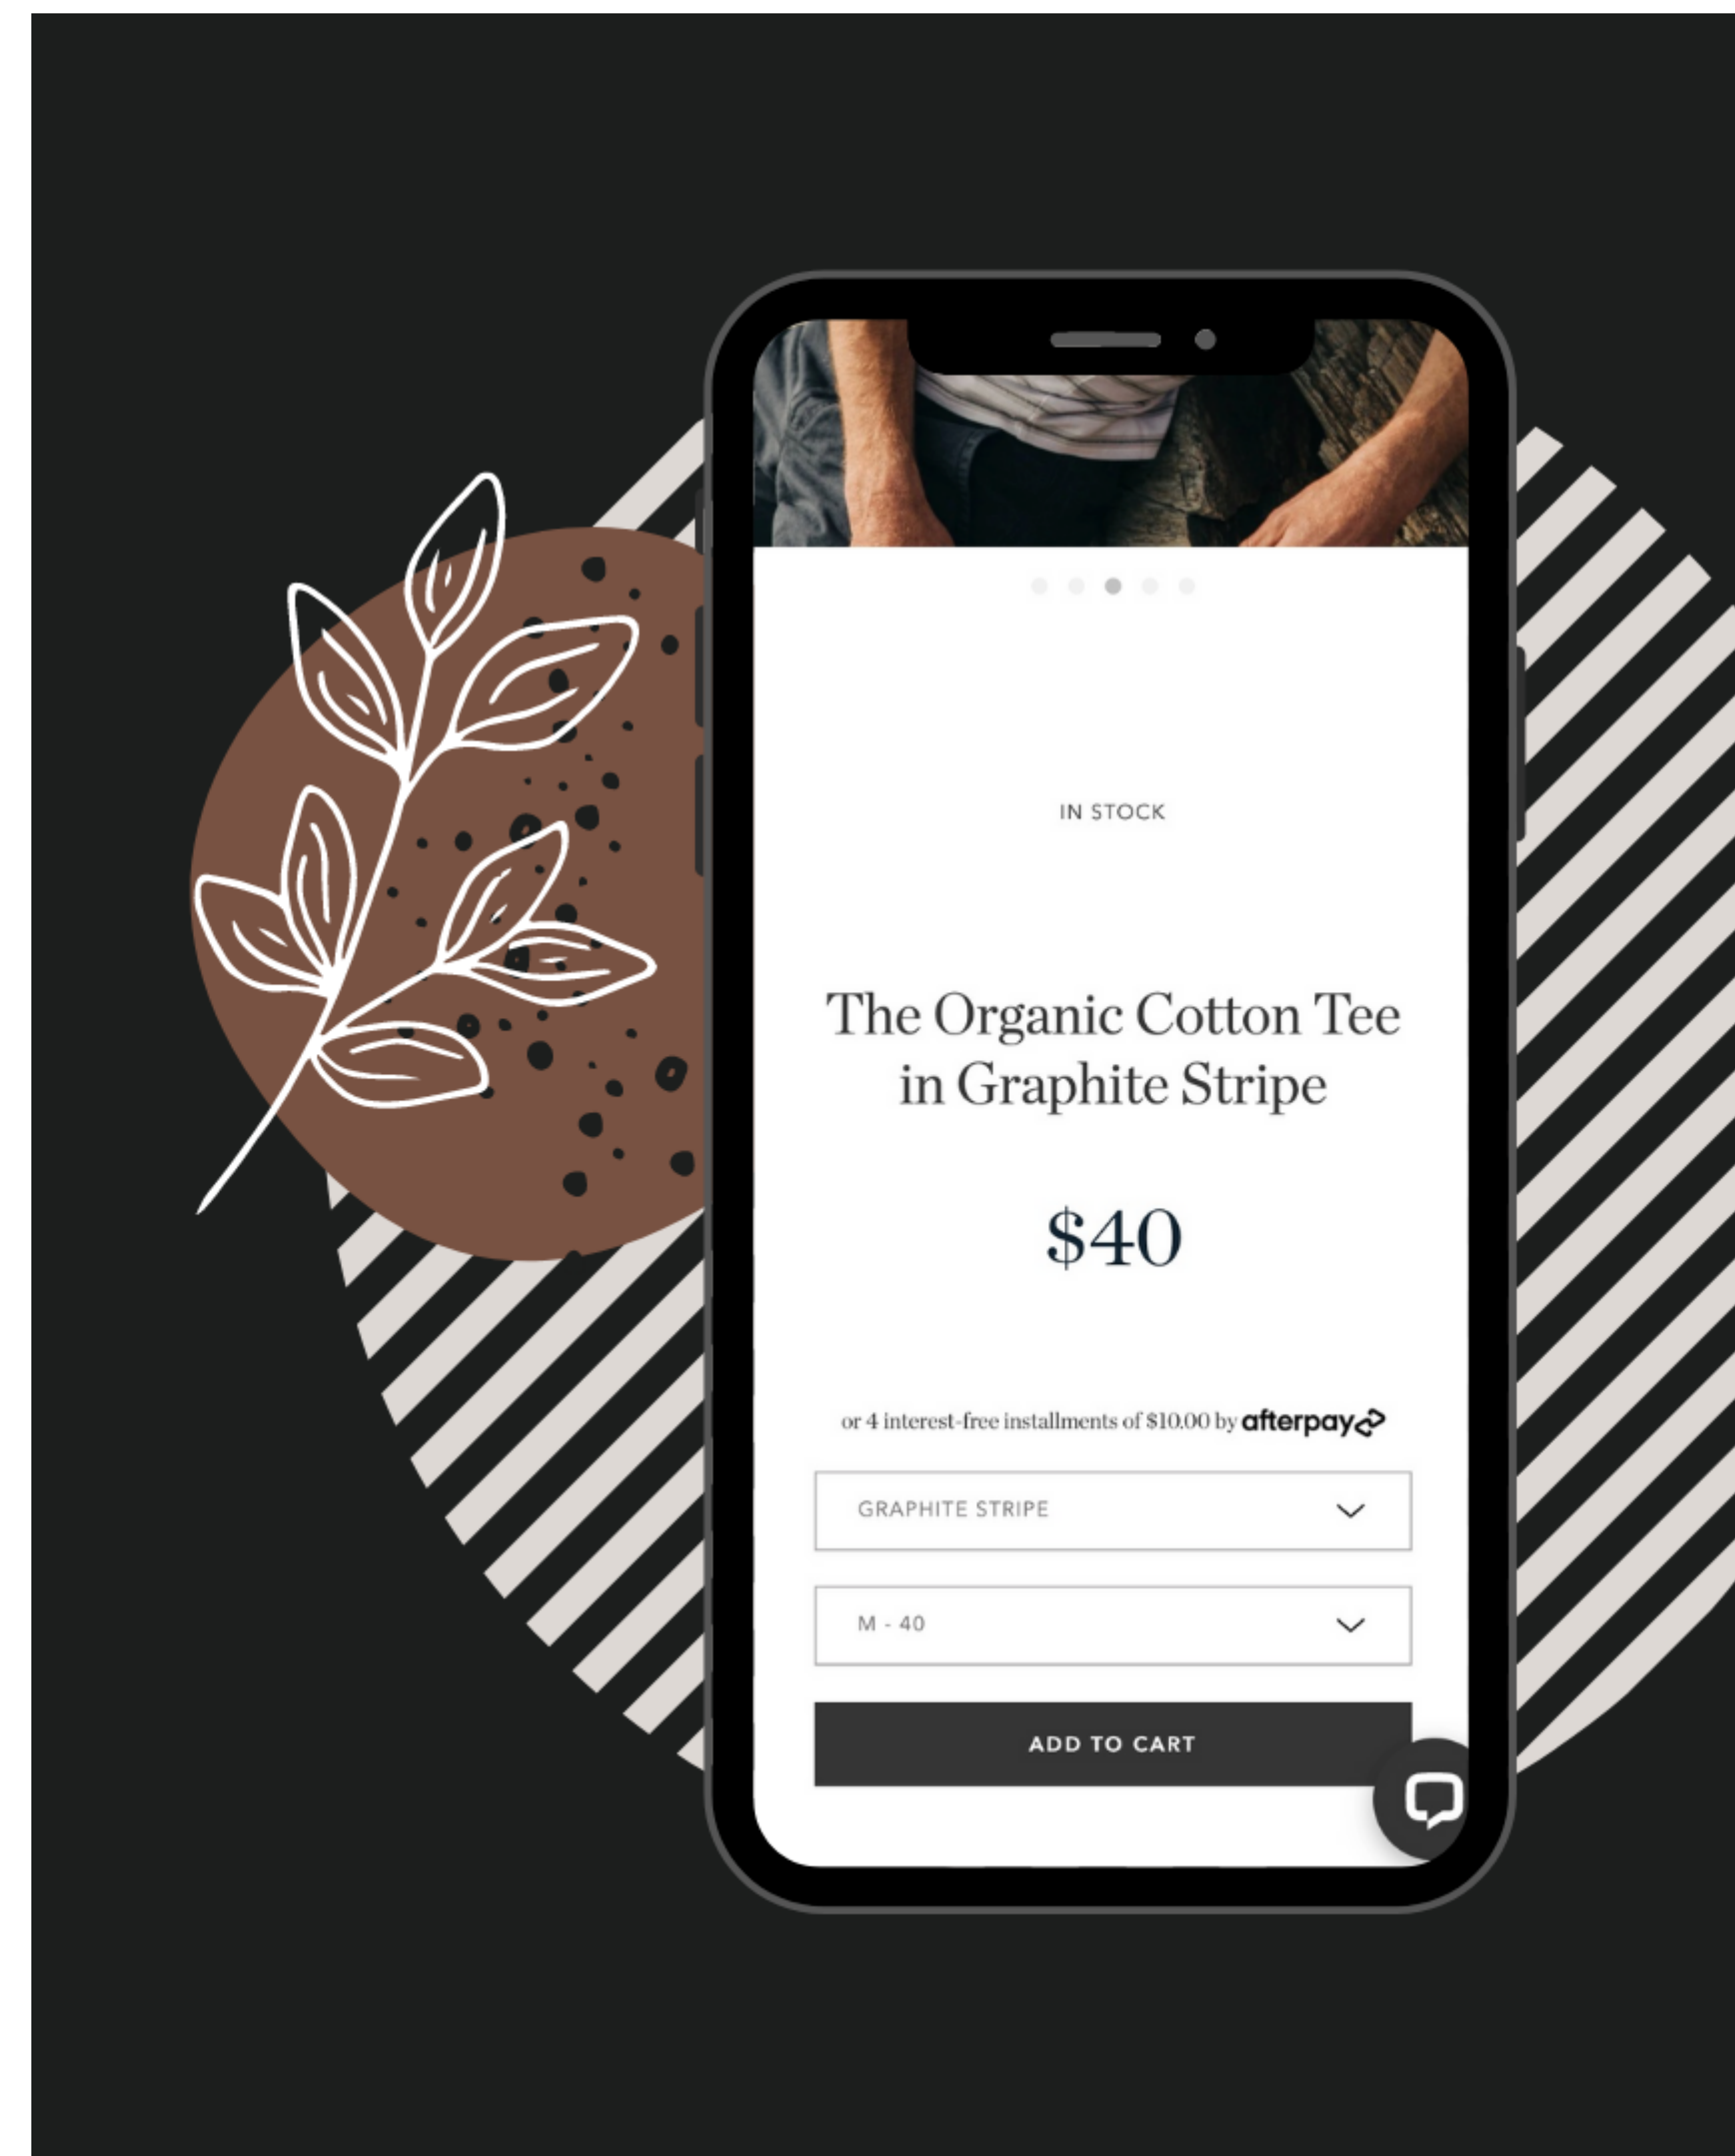 IN STOCK
The Organic Cotton Tee
in Graphite Stripe
$40
or 4 interest-free installments of $10.00 by afterpay
GRAPHITE STRIPE
M - 40
ADD TO CART